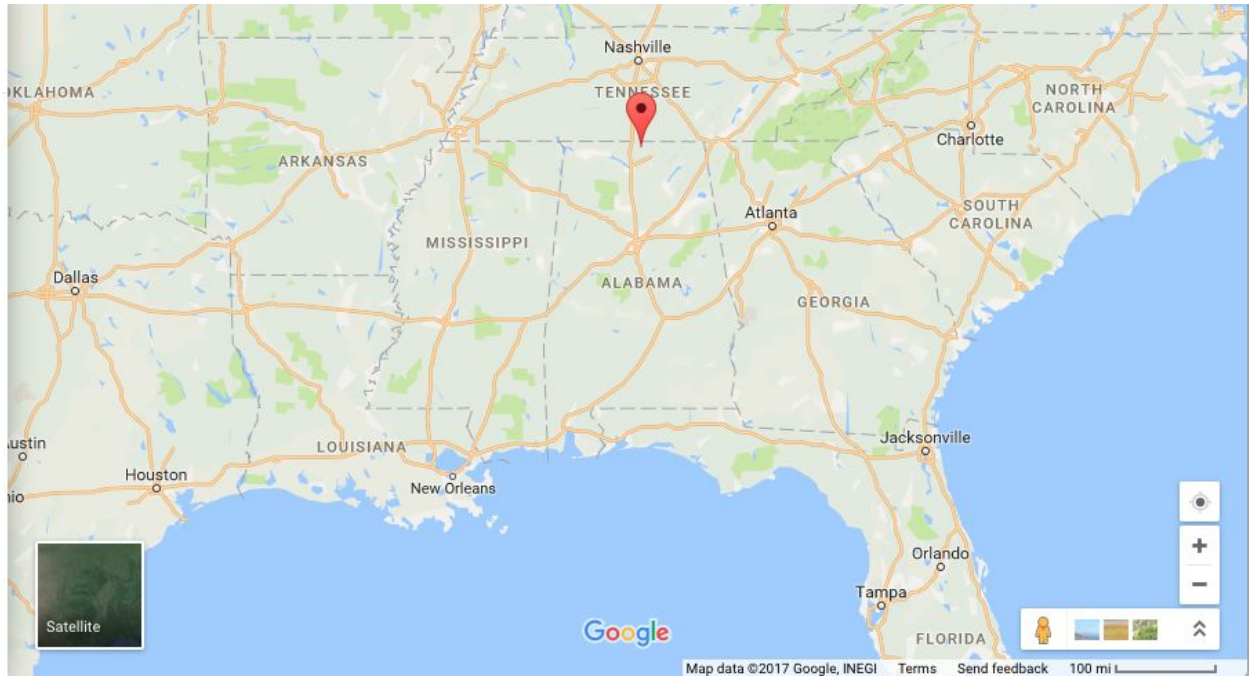 Nashville
OKLAHOMA
TENNESSEE
NORTH
CAROLINA
Charlotte
ARKANSAS
SOUTH
CAROLINA
Atlanta
MISSISSIPPI
Dallas
ALABAMA
GEORGIA
Austin
LOUISIANA
Jacksonville
Houston
New Orleans
nio
Orlando
Tampa
Satellite
Google
FLORIDA
Map data ©2017 Google, INEGI Terms Send feedback 100 mi